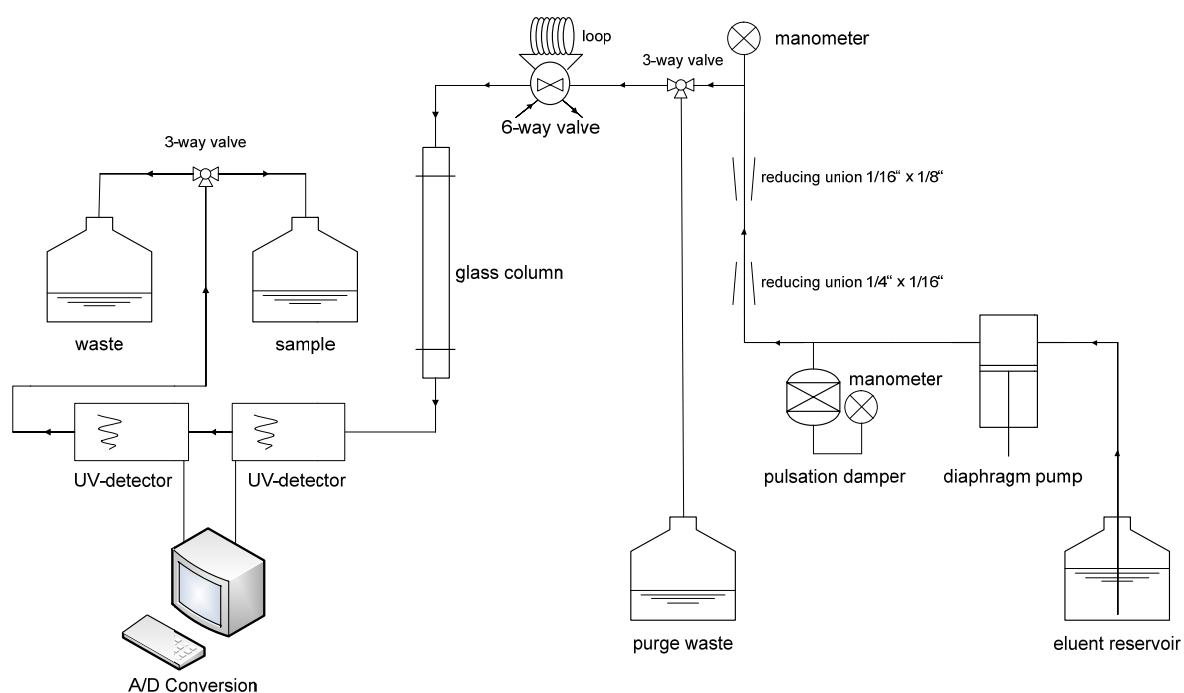 loop
manometer
3-way valve
6-way valve
3-way valve
reducing union 1/16“ x 1/8“
glass column
reducing union 1/4“ x 1/16“
waste
sample
manometer
UV-detector
UV-detector
pulsation damper
diaphragm pump
purge waste
eluent reservoir
A/D Conversion